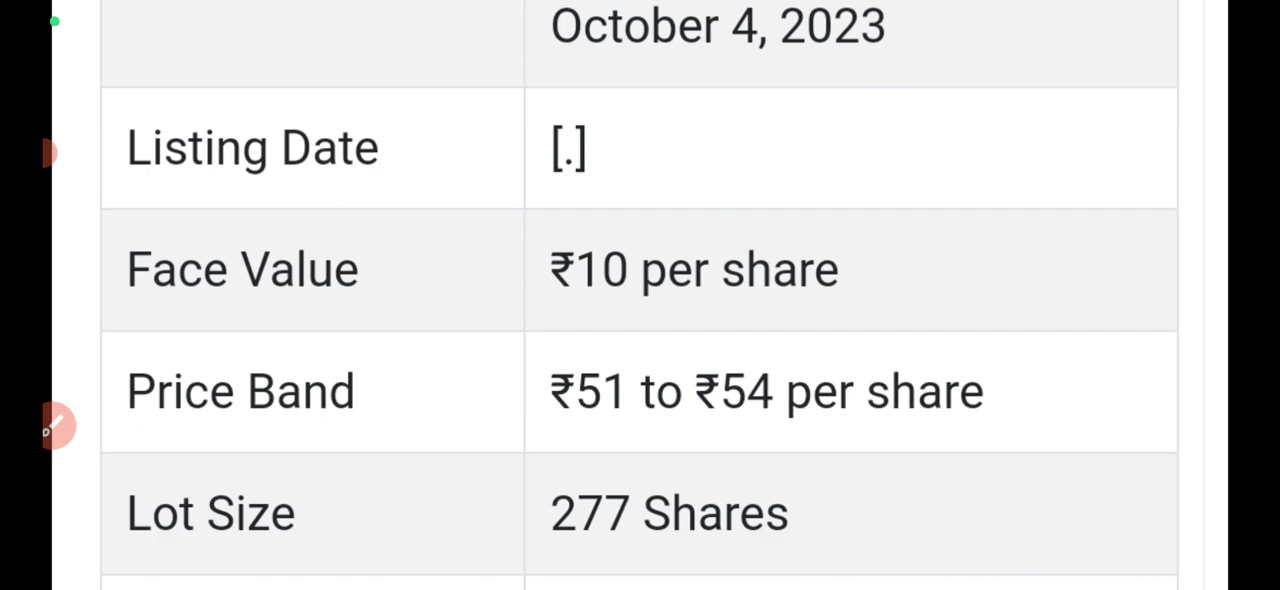 October 4, 2023
Listing Date [.]
Face Value ₹10 per share
Price Band ₹51 to ₹54 per share
Lot Size 277 Shares